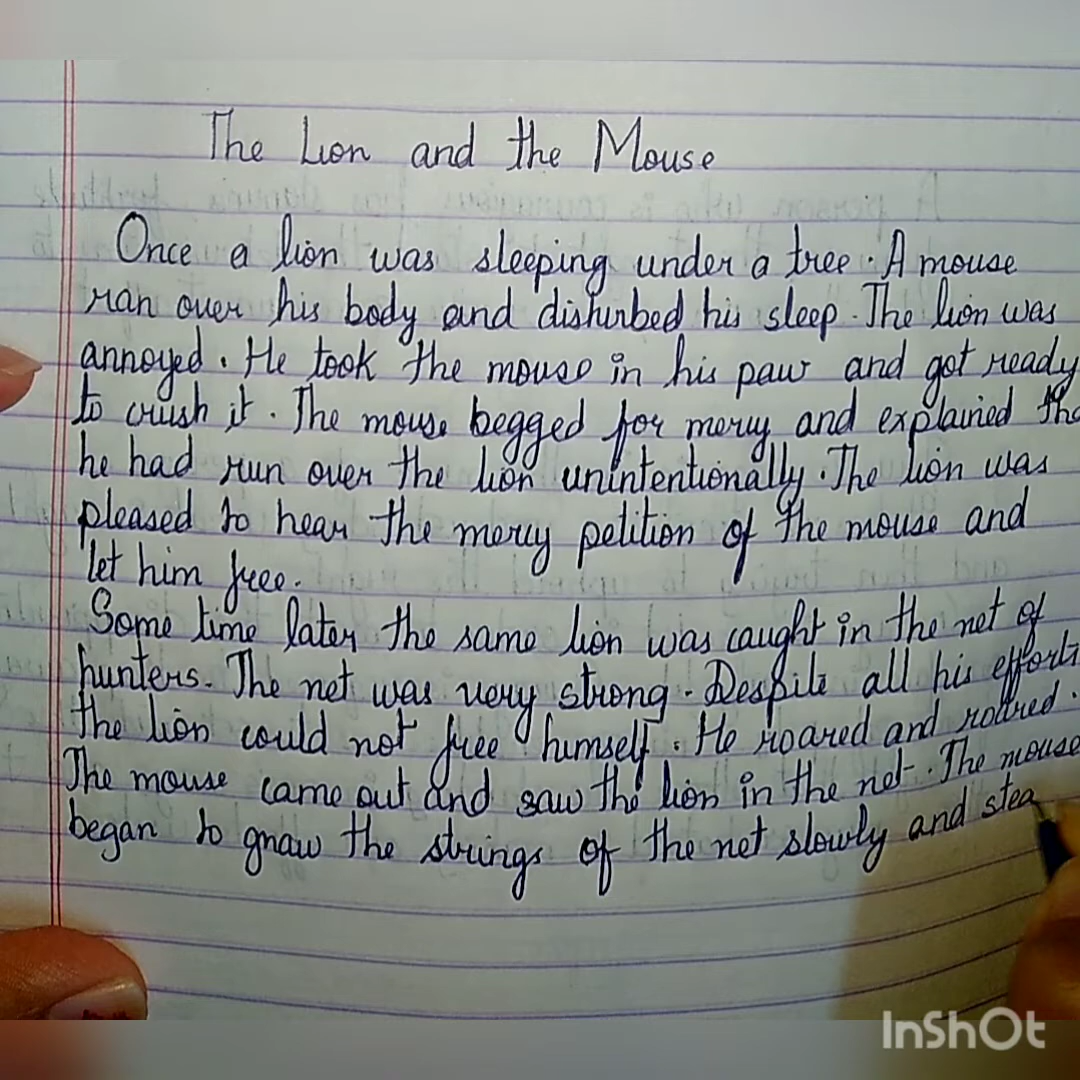 The Lion and the Mouse
Once a lion was sleeping under a tree. A mouse
ran over his body and disturbed his sleep. The lion was
annoyed. He took the mouse in his paw and got ready
to crush it. The mouse begged for mercy and explained tha
he had run over the lion unintentionally. The lion was
pleased to hear the mercy petition of the mouse and
let him free.
Some time later the same lion was caught in the net of
hunters. The net was very strong. Despite all his efforts
the lion could not free himself. He roared and roared.
The mouse came out and saw the lion in the net. The mouse
began to gnaw the strings of the net slowly and stea
InShOt